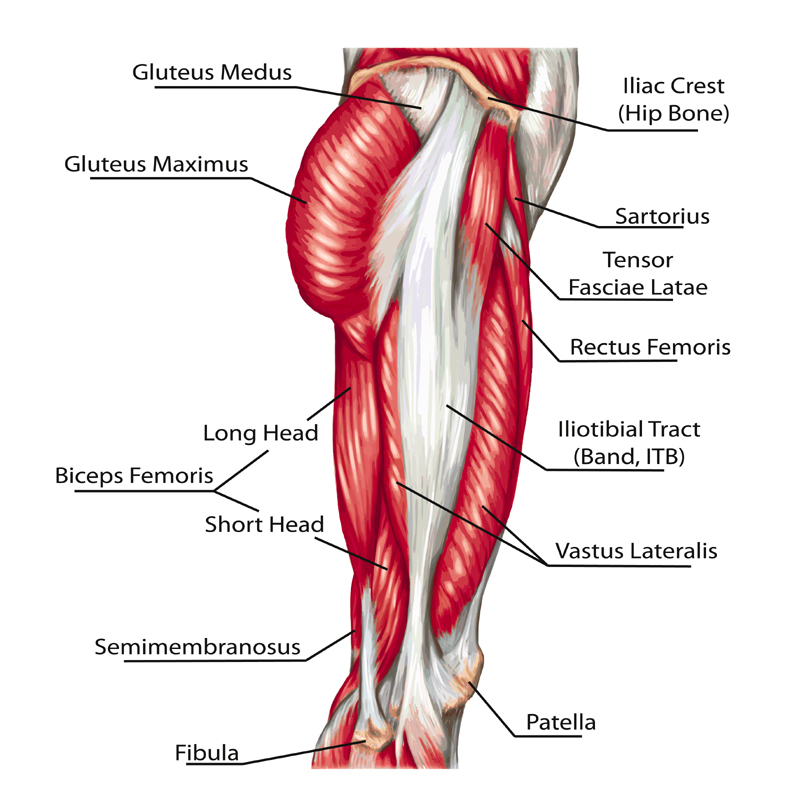 Gluteus Medus
Iliac Crest
(Hip Bone)
Gluteus Maximus
Sartorius
Tensor
Fasciae Latae
Rectus Femoris
Long Head
Iliotibial Tract
(Band, ITB)
Biceps Femoris
Short Head
Vastus Lateralis
Semimembranosus
Patella
Fibula